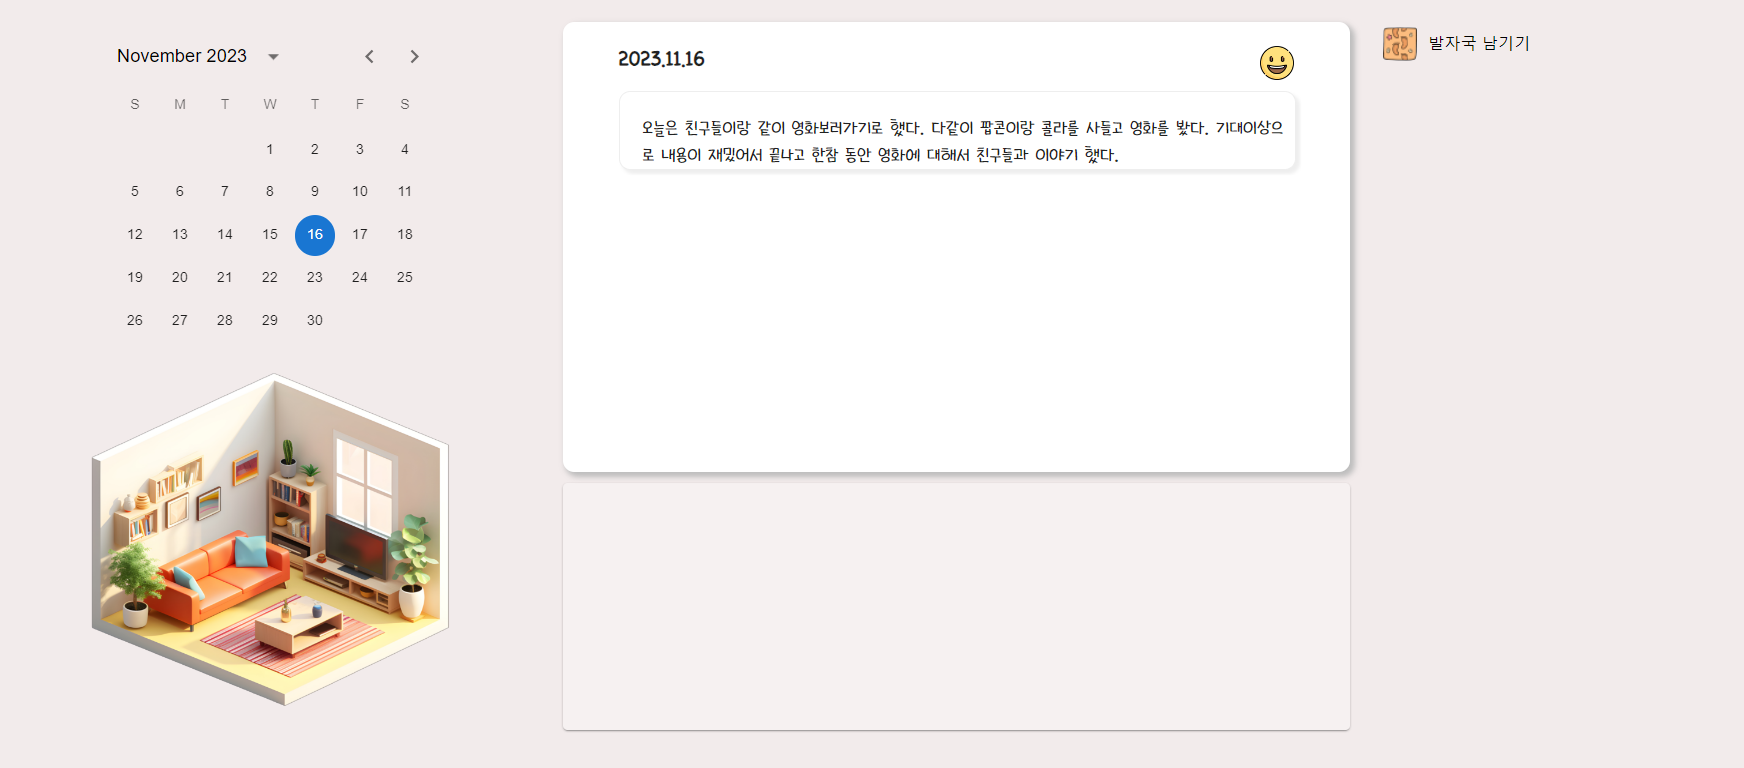 November 2023
S M T W T F S
1 2 3 4
5 6 7 8 9 10 11
12 13 14 15 16 17 18
19 20 21 22 23 24 25
26 27 28 29 30
2023.11.16
오늘은 친구들이랑 같이 영화보러가기로 했다. 다같이 팝콘이랑 콜라를 사들고 영화를 봤다. 기대이상으
로 내용이 재밌어서 끝나고 한참 동안 영화에 대해서 친구들과 이야기 했다.
발자국 남기기